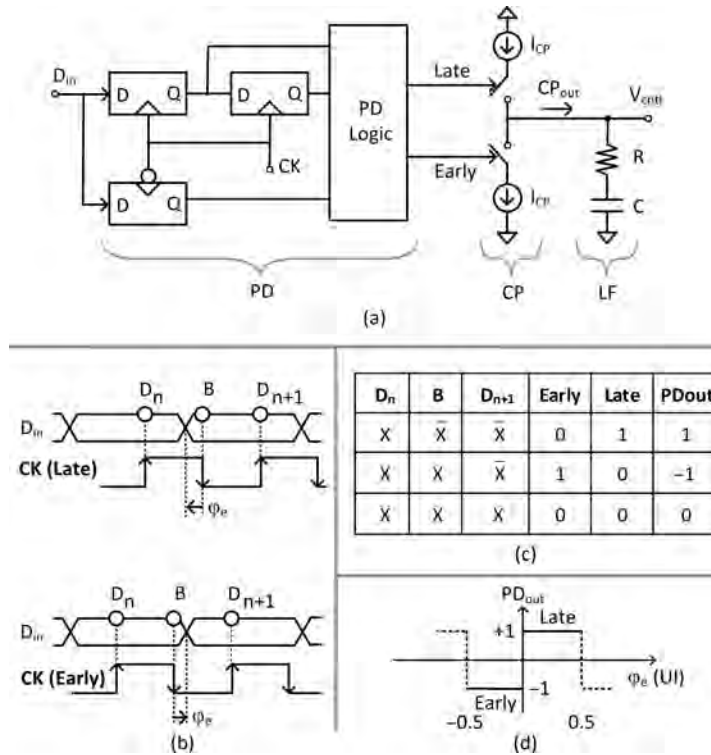 I_CP
D_in
D Q
D Q
PD
Logic
Late
CP_out
V_cntl
R
CK
Early
D Q
I_CP
C
PD
CP
LF
(a)
D_n B D_n+1
D_in
CK (Late)
φ_e
D_n B D_n+1
D_in
CK (Early)
φ_e
(b)
D_n B D_n+1 Early Late PDout
X X̄ X̄ 0 1 1
X X X̄ 1 0 −1
X X X 0 0 0
(c)
PD_out
+1 Late
φ_e (UI)
Early −1
−0.5 0.5
(d)